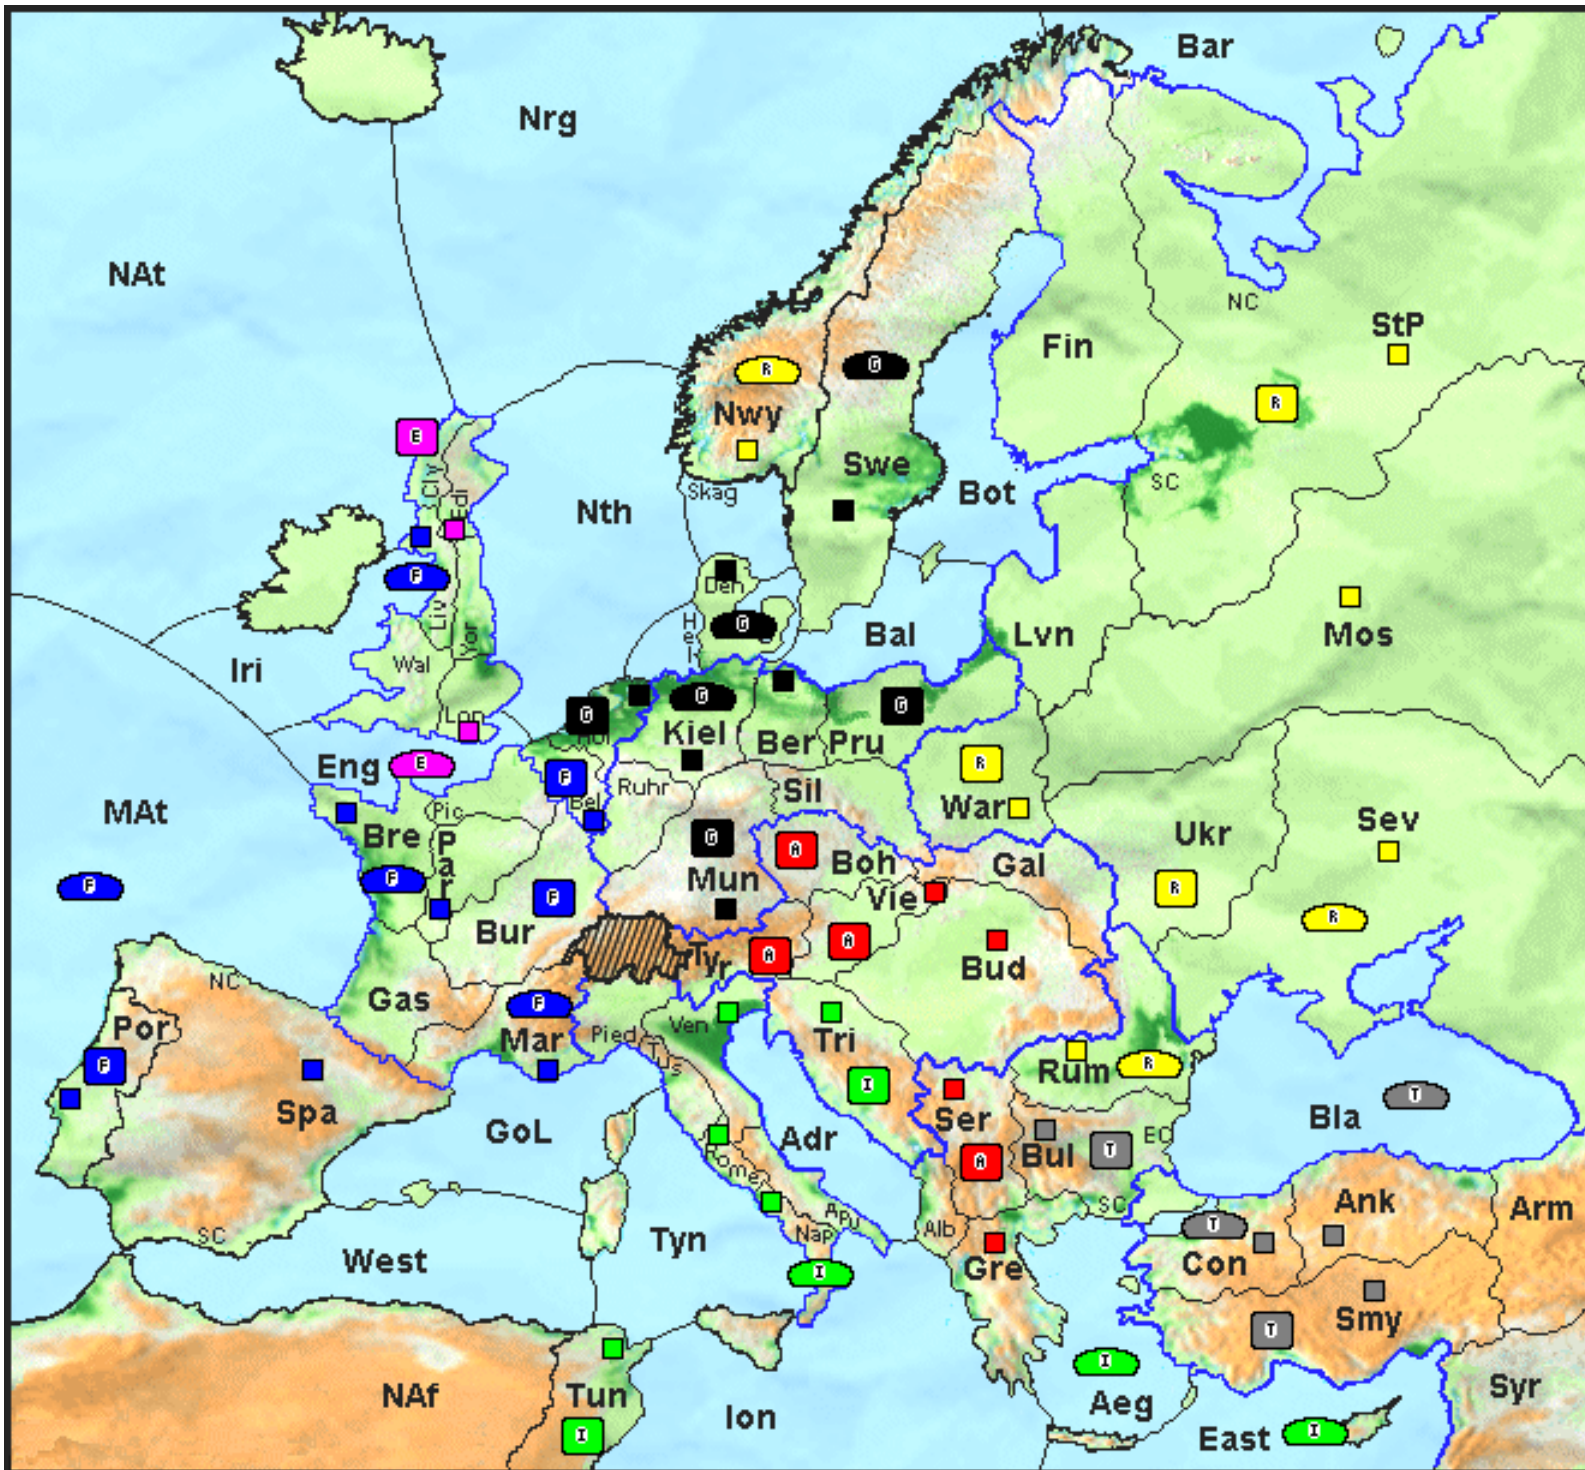 Bar
Nrg
NAt
NC
StP
Fin
R
G
R
Nwy
E
Swe
Cly
Edi
SC
Skag
Bot
Nth
F
Den
Liv
Yor
Hel
G
Bal
Lvn
Mos
Iri
Wal
G
G
G
Lon
Hol
Kiel
Ber
Pru
Eng
E
F
R
Ruhr
Sil
War
Bel
MAt
Pic
Bre
Par
G
A
Boh
Gal
Ukr
Sev
F
F
Mun
Vie
R
F
Bur
R
A
Tyr
A
Bud
NC
Gas
F
Por
Mar
Pied
Ven
Tri
Tus
F
I
Rum
R
Spa
GoL
Adr
Ser
Bul
T
EC
Bla
T
Rome
A
SC
Ank
Arm
SC
Tyn
Apu
Nap
Alb
T
West
I
Gre
Con
Smy
T
I
NAf
Tun
Ion
Aeg
Syr
I
East
I